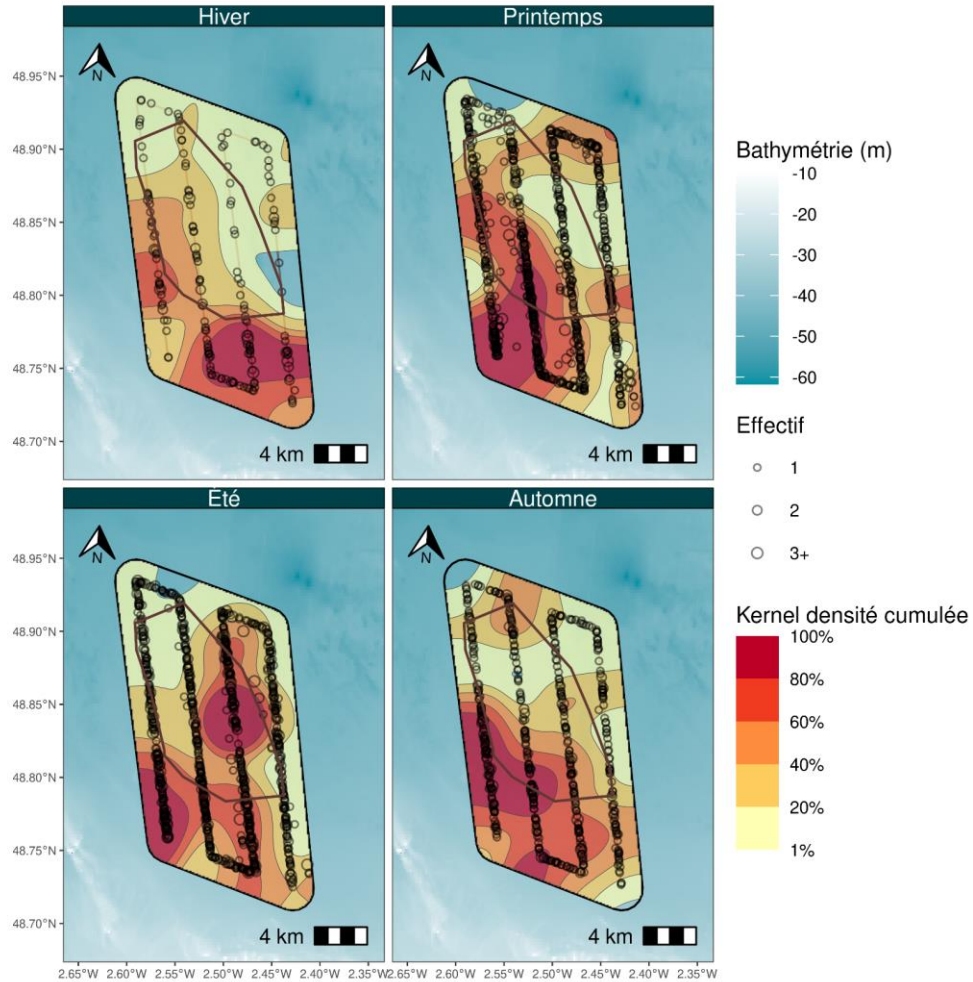 Hiver
Printemps
N
N
48.95°N
48.90°N
48.85°N
48.80°N
48.75°N
48.70°N
4 km
4 km
Été
Automne
N
N
48.95°N
48.90°N
48.85°N
48.80°N
48.75°N
48.70°N
4 km
4 km
2.65°W 2.60°W 2.55°W 2.50°W 2.45°W 2.40°W 2.35°W 2.65°W 2.60°W 2.55°W 2.50°W 2.45°W 2.40°W 2.35°W
Bathymétrie (m)
-10
-20
-30
-40
-50
-60
Effectif
1
2
3+
Kernel densité cumulée
100%
80%
60%
40%
20%
1%